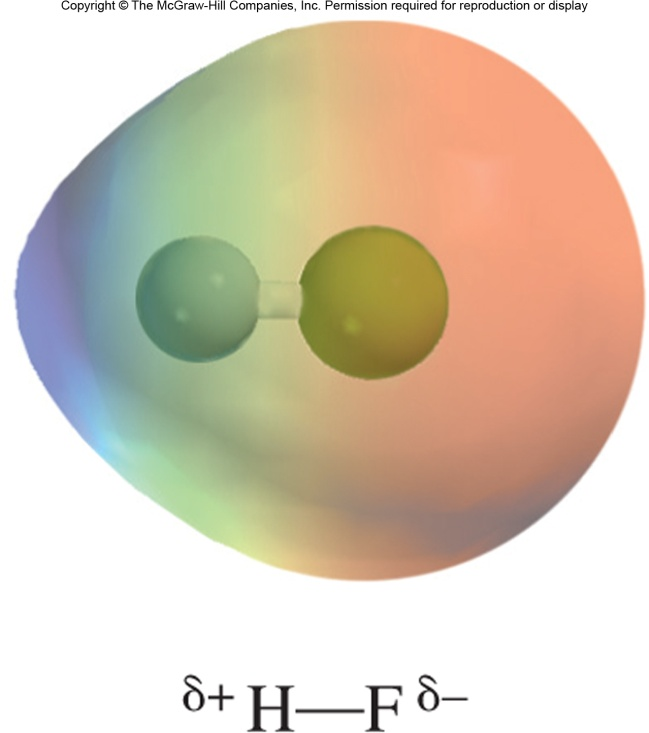 Copyright © The McGraw-Hill Companies, Inc. Permission required for reproduction or display
δ+ H—F δ−